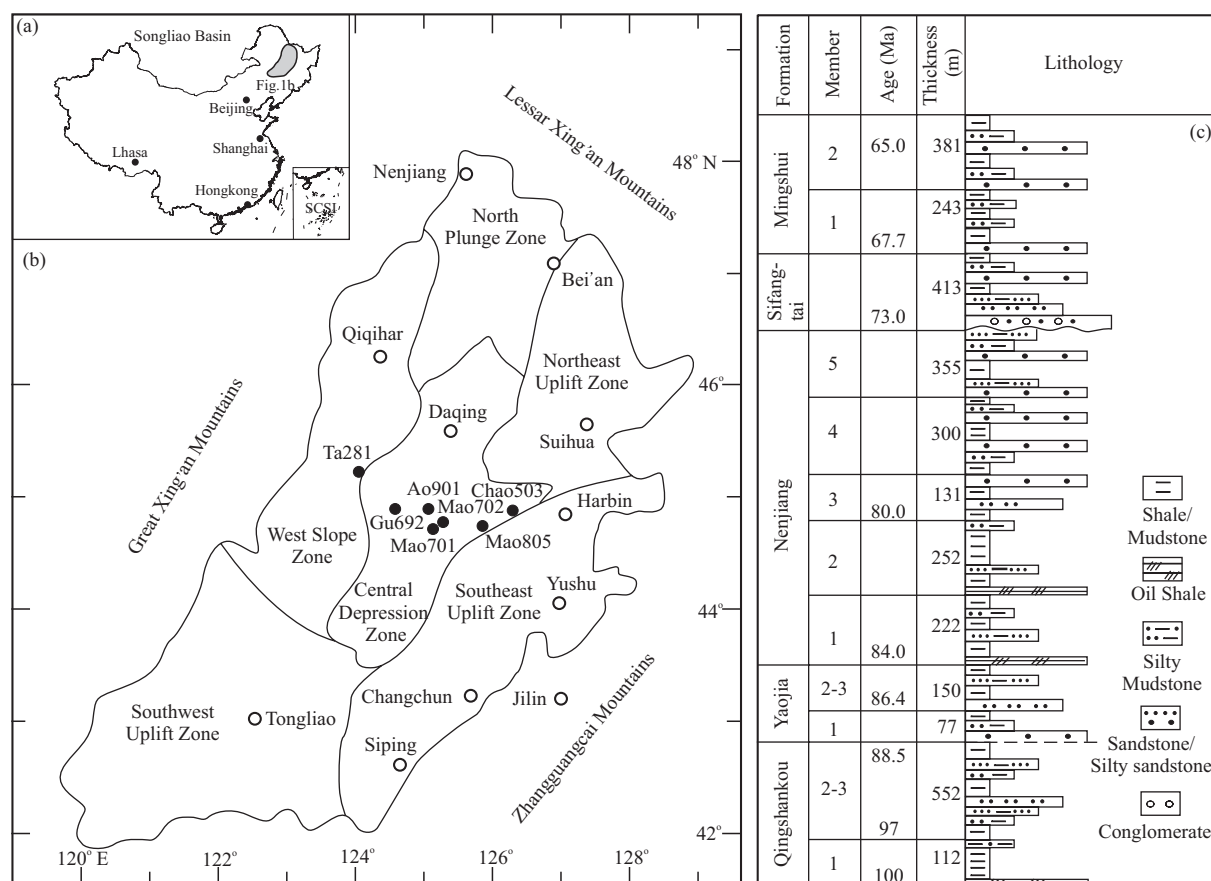 (a)
Songliao Basin
Fig.1b
Beijing
Shanghai
Lhasa
Hongkong
SCSI
(b)
Lessar Xing'an Mountains
48° N
Nenjiang
North
Plunge Zone
Bei'an
Qiqihar
Northeast
Uplift Zone
46°
Daqing
Suihua
Great Xing'an Mountains
Ta281
Ao901
Chao503
Mao702
Harbin
Gu692
Mao701
Mao805
West Slope
Zone
Central
Depression
Zone
Southeast
Uplift Zone
Yushu
44°
Changchun
Jilin
Zhangguangcai Mountains
Southwest
Uplift Zone
Tongliao
Siping
42°
120° E
122°
124°
126°
128°
Formation
Member
Age (Ma)
Thickness
(m)
Lithology
(c)
Mingshui
2
65.0
381
1
67.7
243
Sifang-
tai
73.0
413
Nenjiang
5
355
4
300
3
80.0
131
2
252
1
84.0
222
Yaojia
2-3
86.4
150
1
77
Qingshankou
88.5
2-3
97
552
1
100
112
Shale/
Mudstone
Oil Shale
Silty
Mudstone
Sandstone/
Silty sandstone
Conglomerate